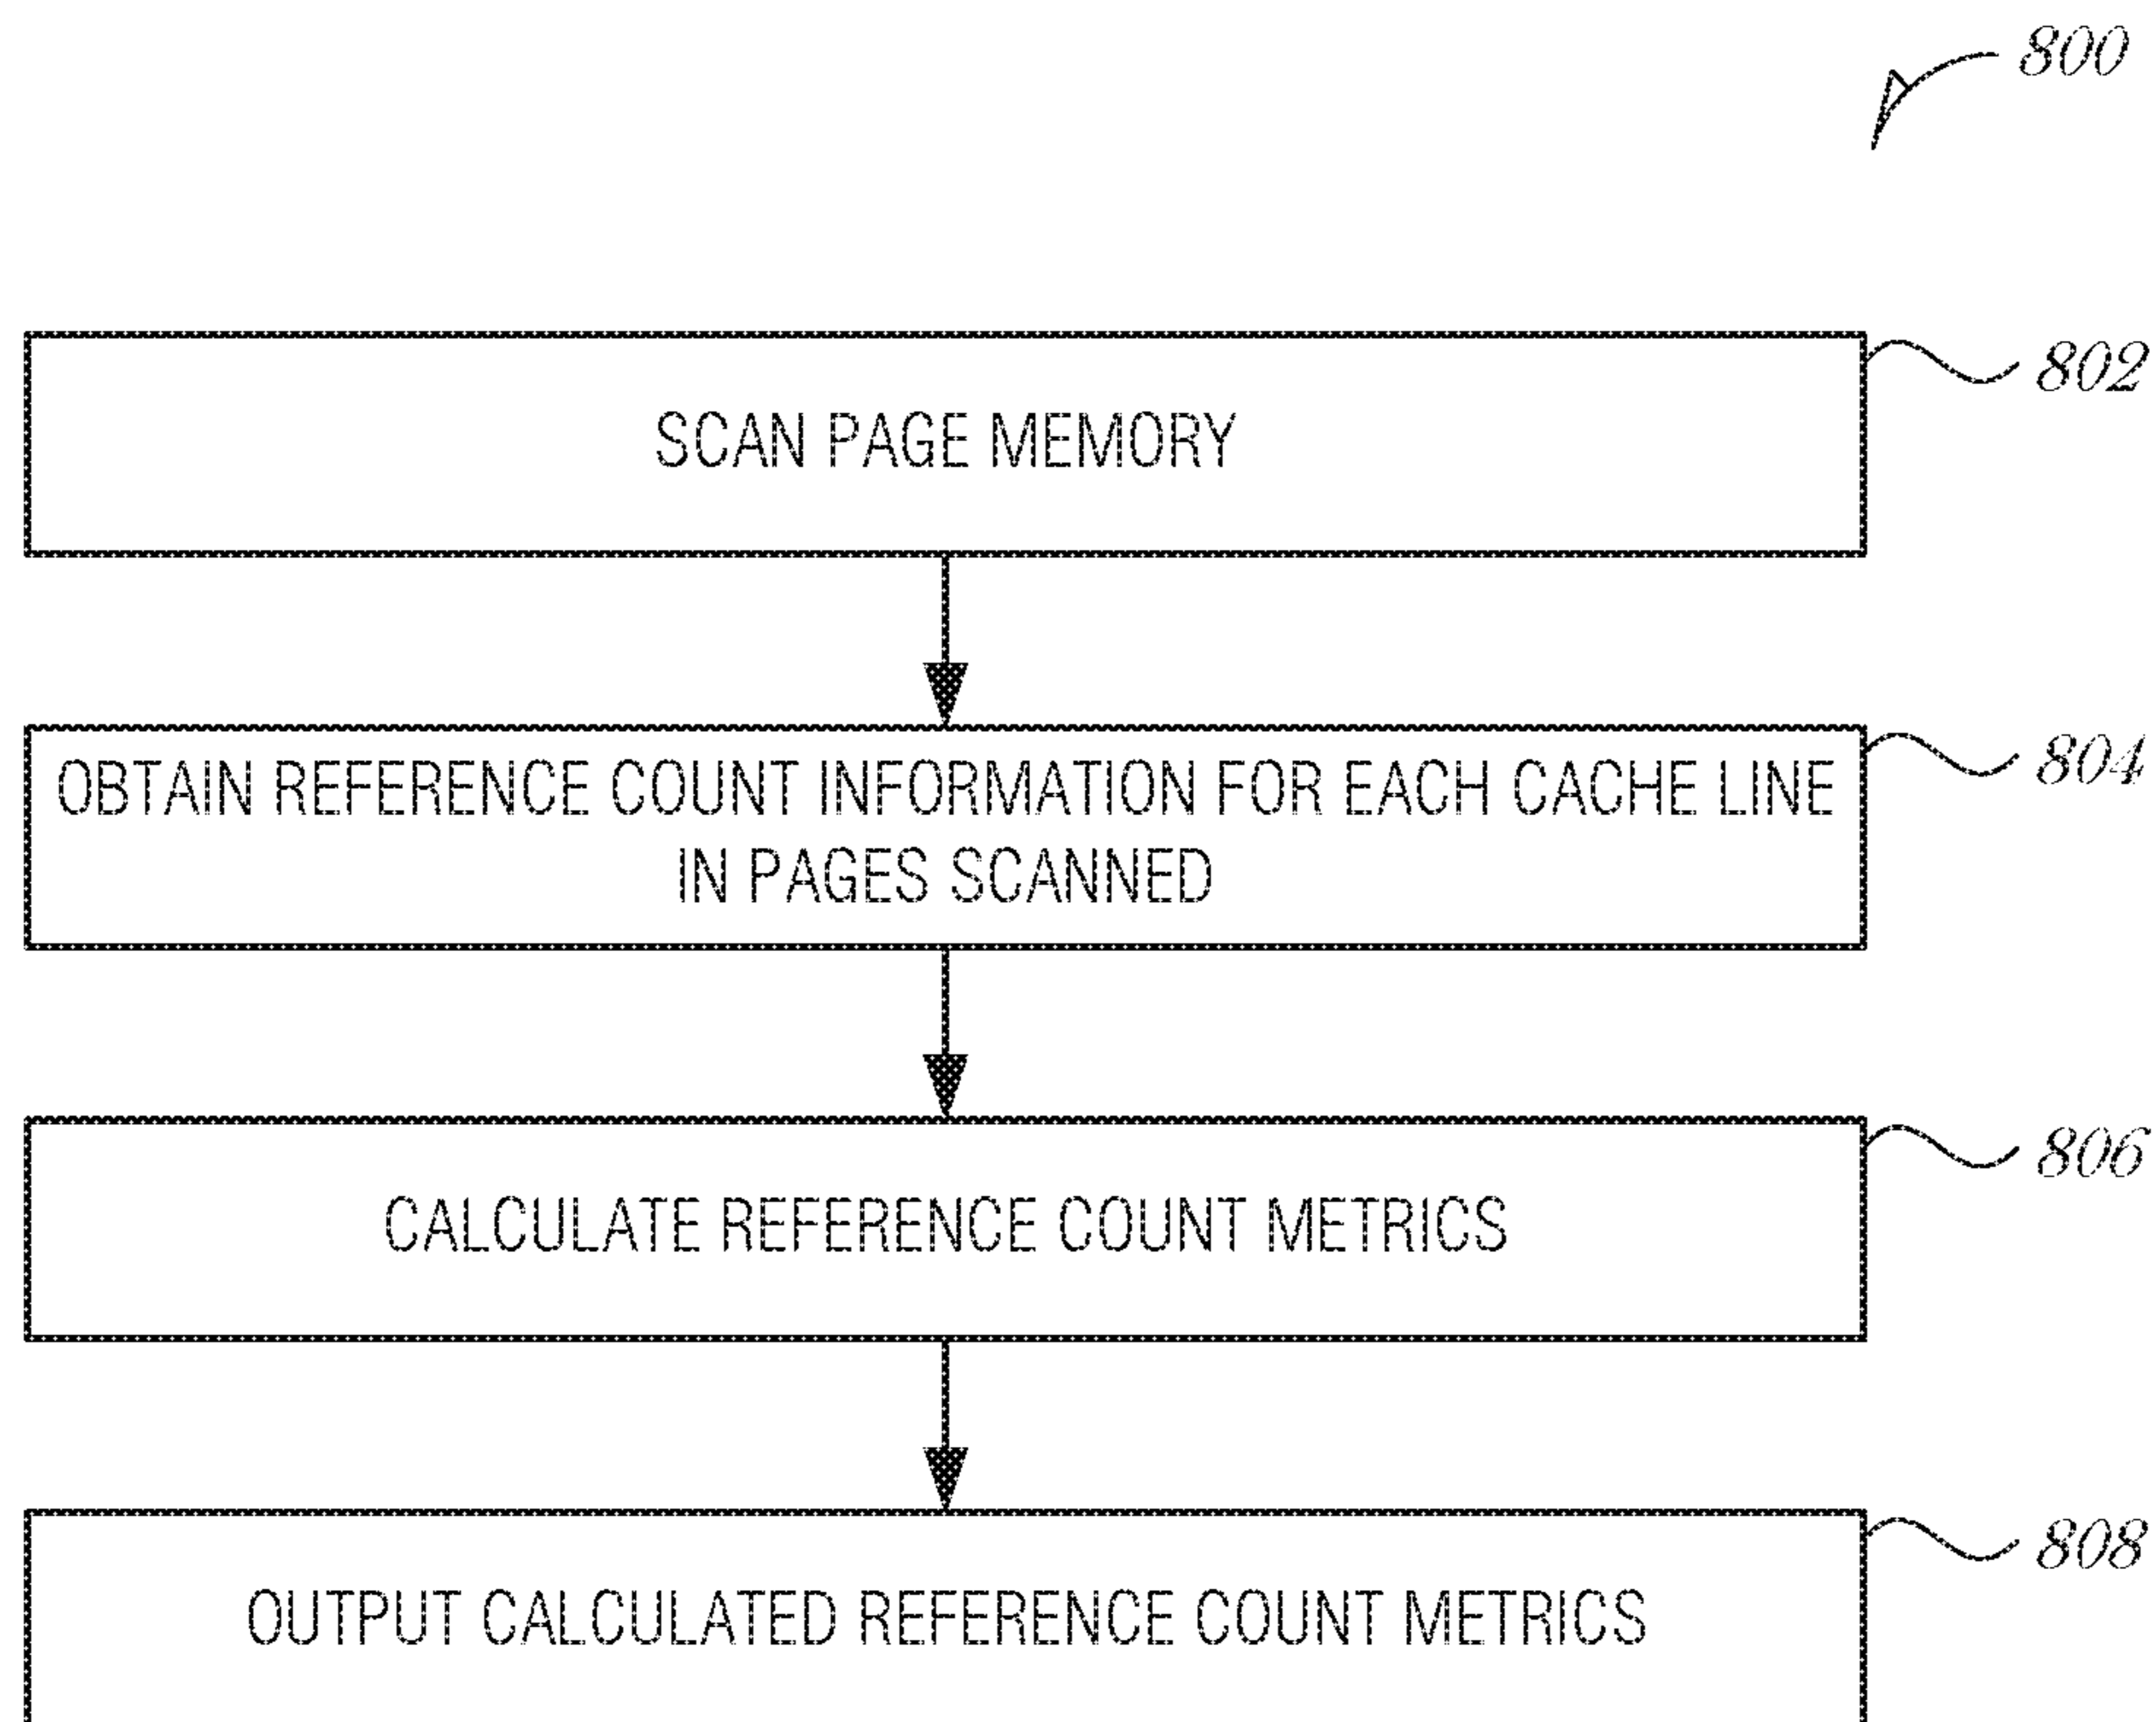 800
SCAN PAGE MEMORY
802
OBTAIN REFERENCE COUNT INFORMATION FOR EACH CACHE LINE
IN PAGES SCANNED
804
CALCULATE REFERENCE COUNT METRICS
806
OUTPUT CALCULATED REFERENCE COUNT METRICS
808